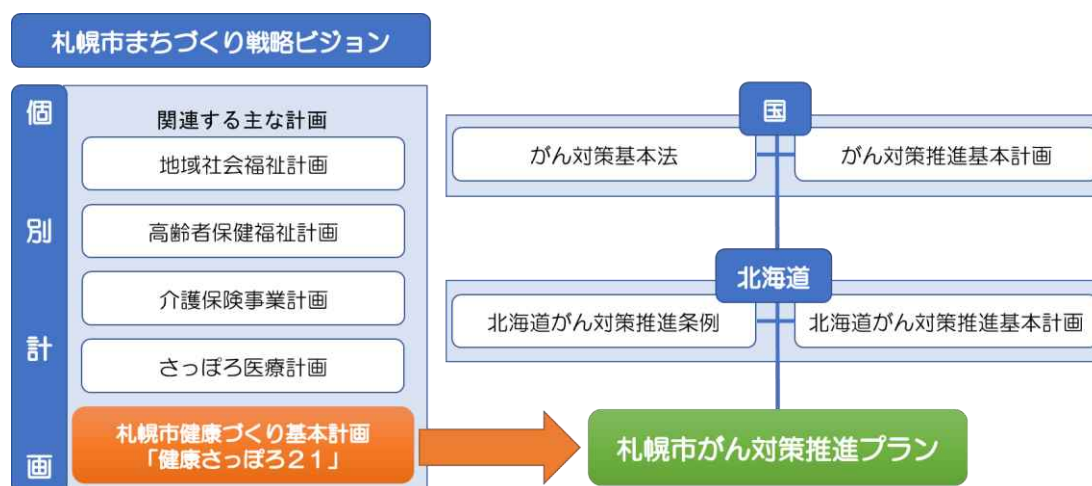 札幌市まちづくり戦略ビジョン
個別計画
関連する主な計画
地域社会福祉計画
高齢者保健福祉計画
介護保険事業計画
さっぽろ医療計画
札幌市健康づくり基本計画
「健康さっぽろ２１」
国
がん対策基本法
がん対策推進基本計画
北海道
北海道がん対策推進条例
北海道がん対策推進基本計画
札幌市がん対策推進プラン